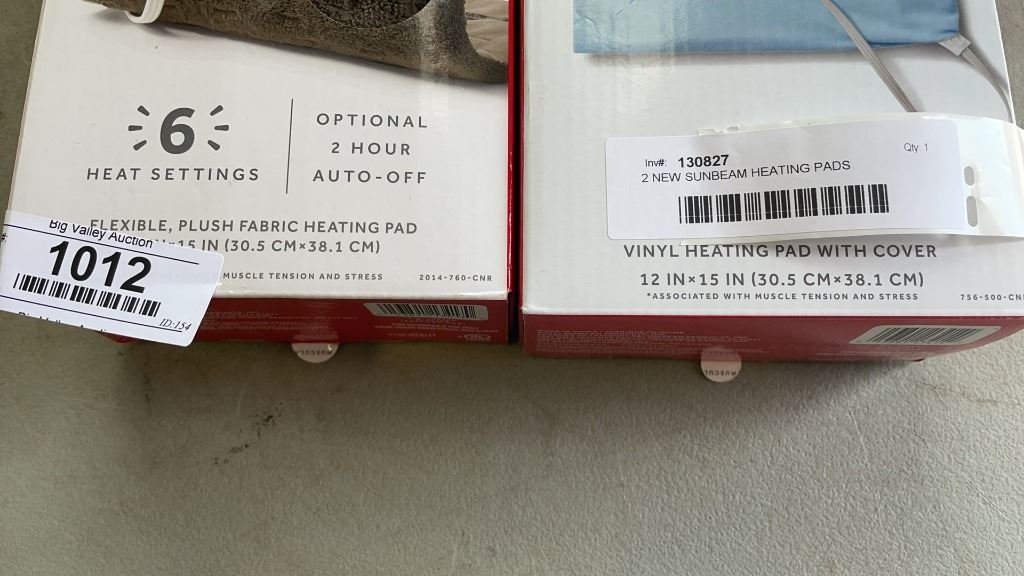 6
HEAT SETTINGS
OPTIONAL
2 HOUR
AUTO-OFF
FLEXIBLE, PLUSH FABRIC HEATING PAD
15 IN (30.5 CM×38.1 CM)
MUSCLE TENSION AND STRESS
2014-760-CNR
Big Valley Auction
1012
ID:154
Inv#: 130827
Qty: 1
2 NEW SUNBEAM HEATING PADS
VINYL HEATING PAD WITH COVER
12 IN×15 IN (30.5 CM×38.1 CM)
*ASSOCIATED WITH MUSCLE TENSION AND STRESS
756-500-CN